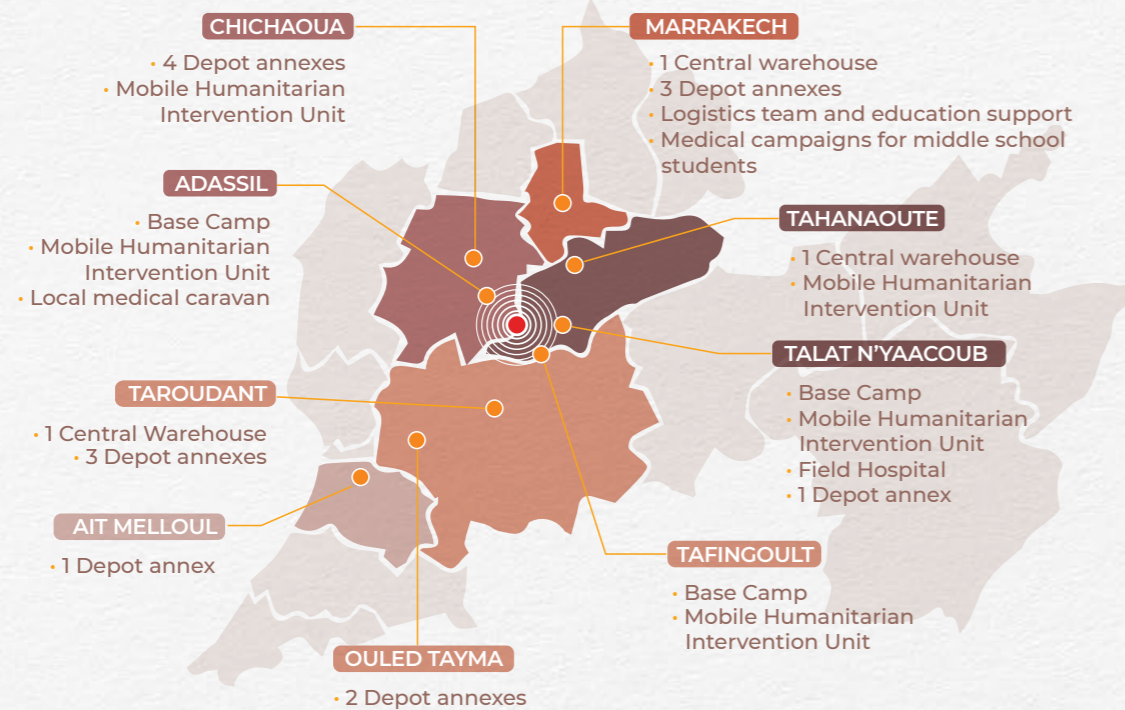 CHICHAOUA
• 4 Depot annexes
• Mobile Humanitarian
Intervention Unit
MARRAKECH
• 1 Central warehouse
• 3 Depot annexes
• Logistics team and education support
• Medical campaigns for middle school
students
ADASSIL
• Base Camp
• Mobile Humanitarian
Intervention Unit
• Local medical caravan
TAHANAOUTE
• 1 Central warehouse
• Mobile Humanitarian
Intervention Unit
TALAT N'YAACOUB
• Base Camp
• Mobile Humanitarian
Intervention Unit
• Field Hospital
• 1 Depot annex
TAROUDANT
• 1 Central Warehouse
• 3 Depot annexes
AIT MELLOUL
• 1 Depot annex
TAFINGOULT
• Base Camp
• Mobile Humanitarian
Intervention Unit
OULED TAYMA
• 2 Depot annexes